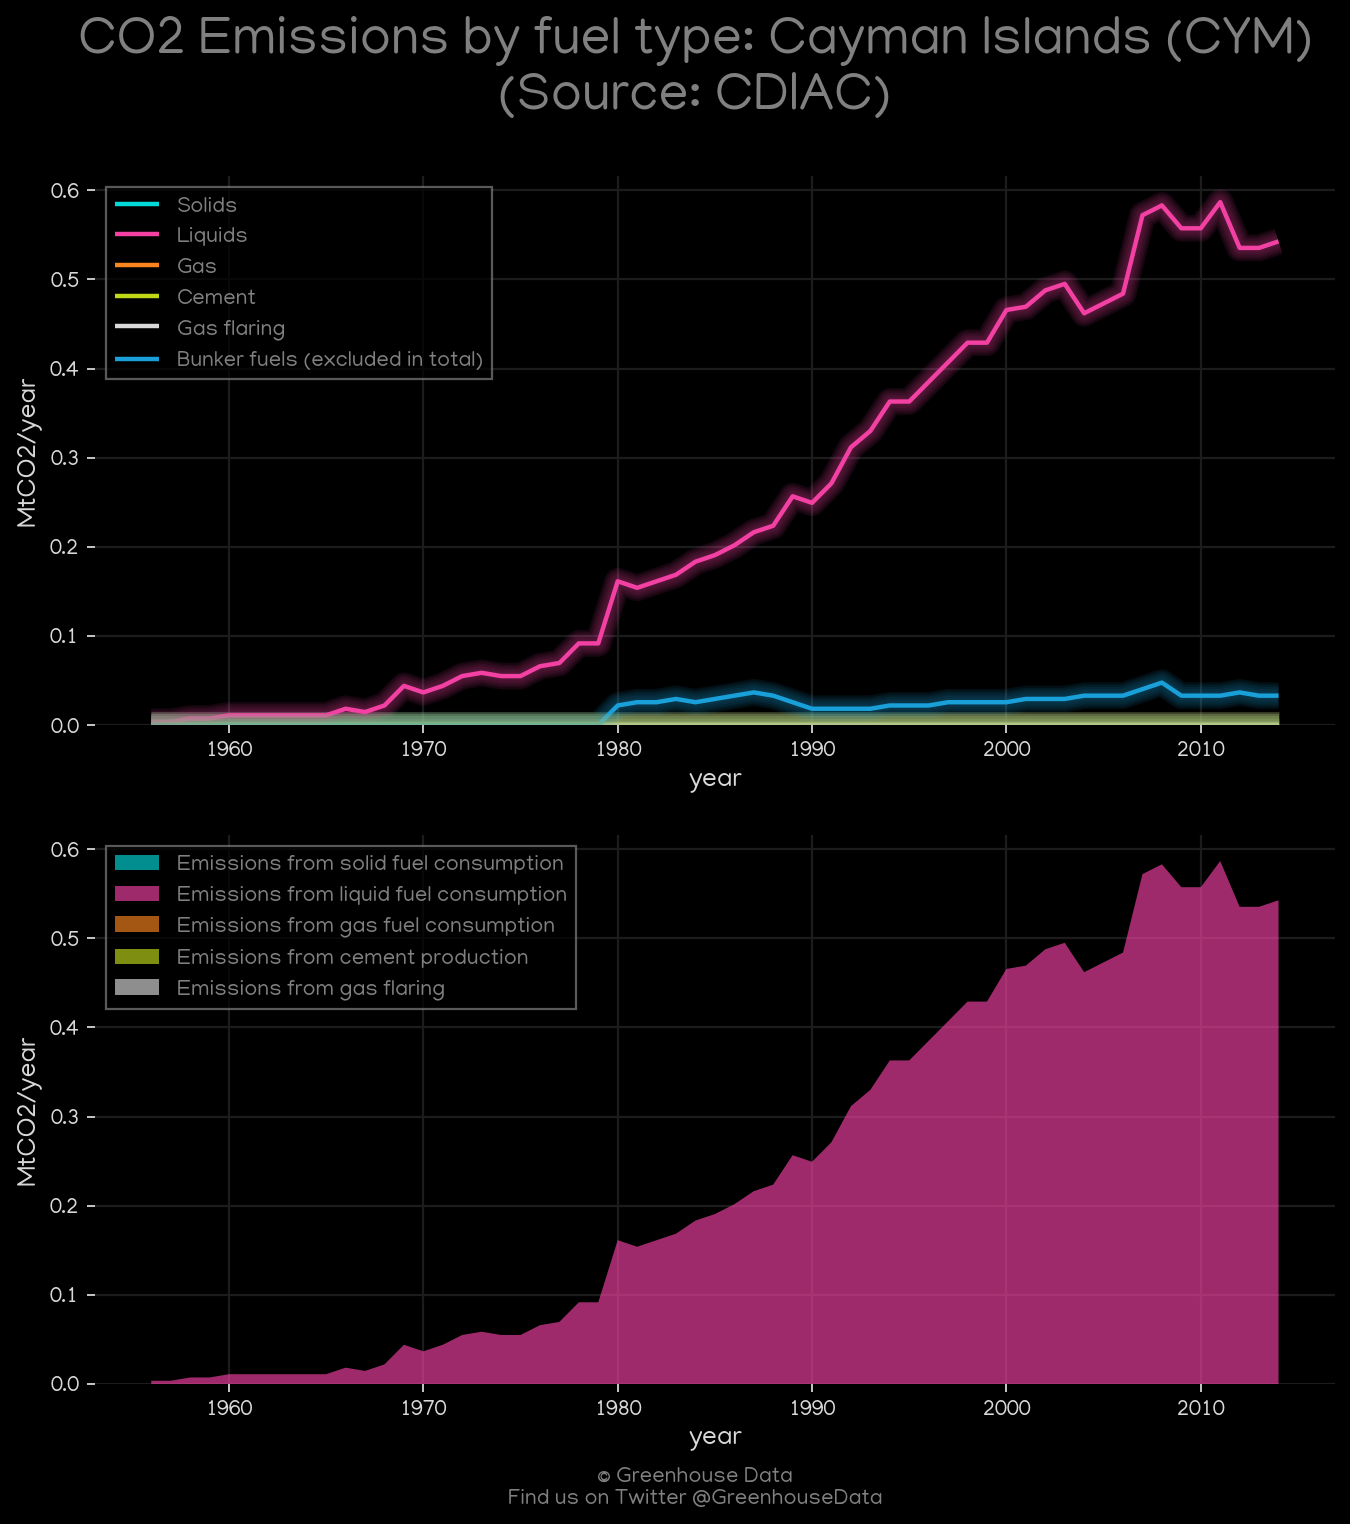 CO2 Emissions by fuel type: Cayman Islands (CYM)
(Source: CDIAC)
0.6
0.5
0.4
0.3
0.2
0.1
0.0
MtCO2/year
Solids
Liquids
Gas
Cement
Gas flaring
Bunker fuels (excluded in total)
1960 1970 1980 1990 2000 2010
year
0.6
0.5
0.4
0.3
0.2
0.1
0.0
MtCO2/year
Emissions from solid fuel consumption
Emissions from liquid fuel consumption
Emissions from gas fuel consumption
Emissions from cement production
Emissions from gas flaring
1960 1970 1980 1990 2000 2010
year
© Greenhouse Data
Find us on Twitter @GreenhouseData